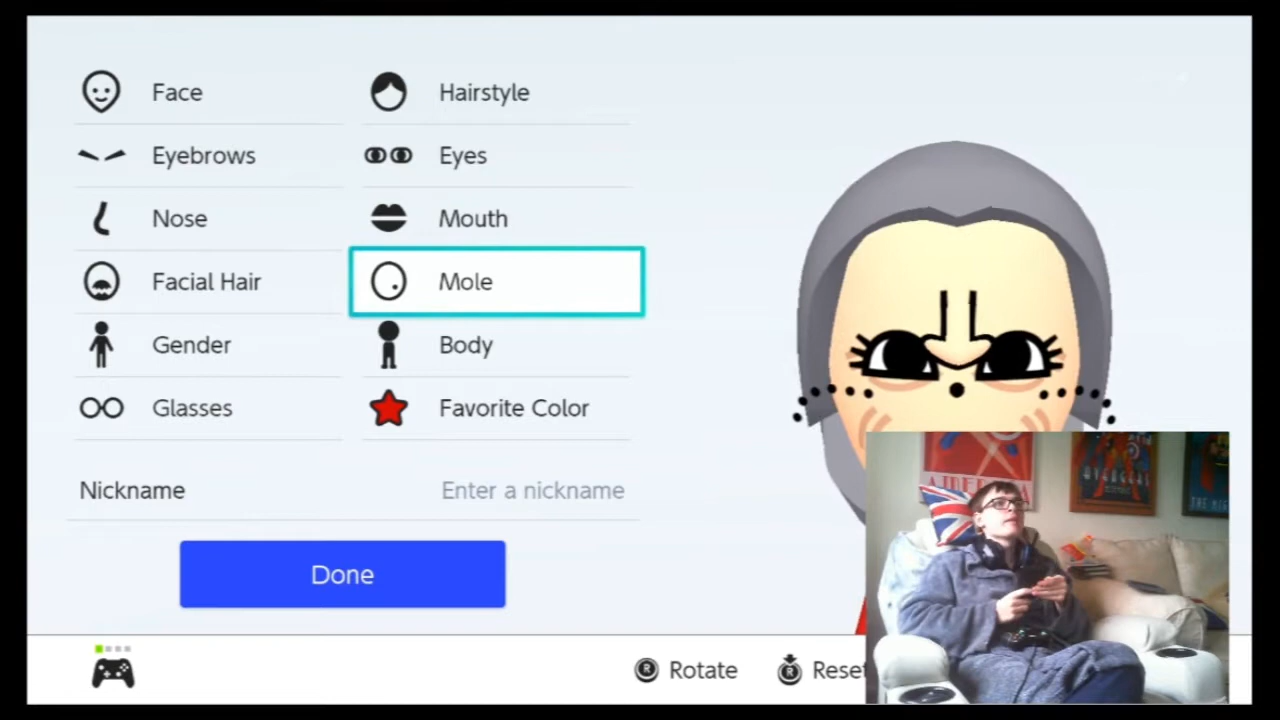 Face
Hairstyle
Eyebrows
Eyes
Nose
Mouth
Facial Hair
Mole
Gender
Body
Glasses
Favorite Color
Nickname
Enter a nickname
Done
R Rotate
R Reset
AVENGERS